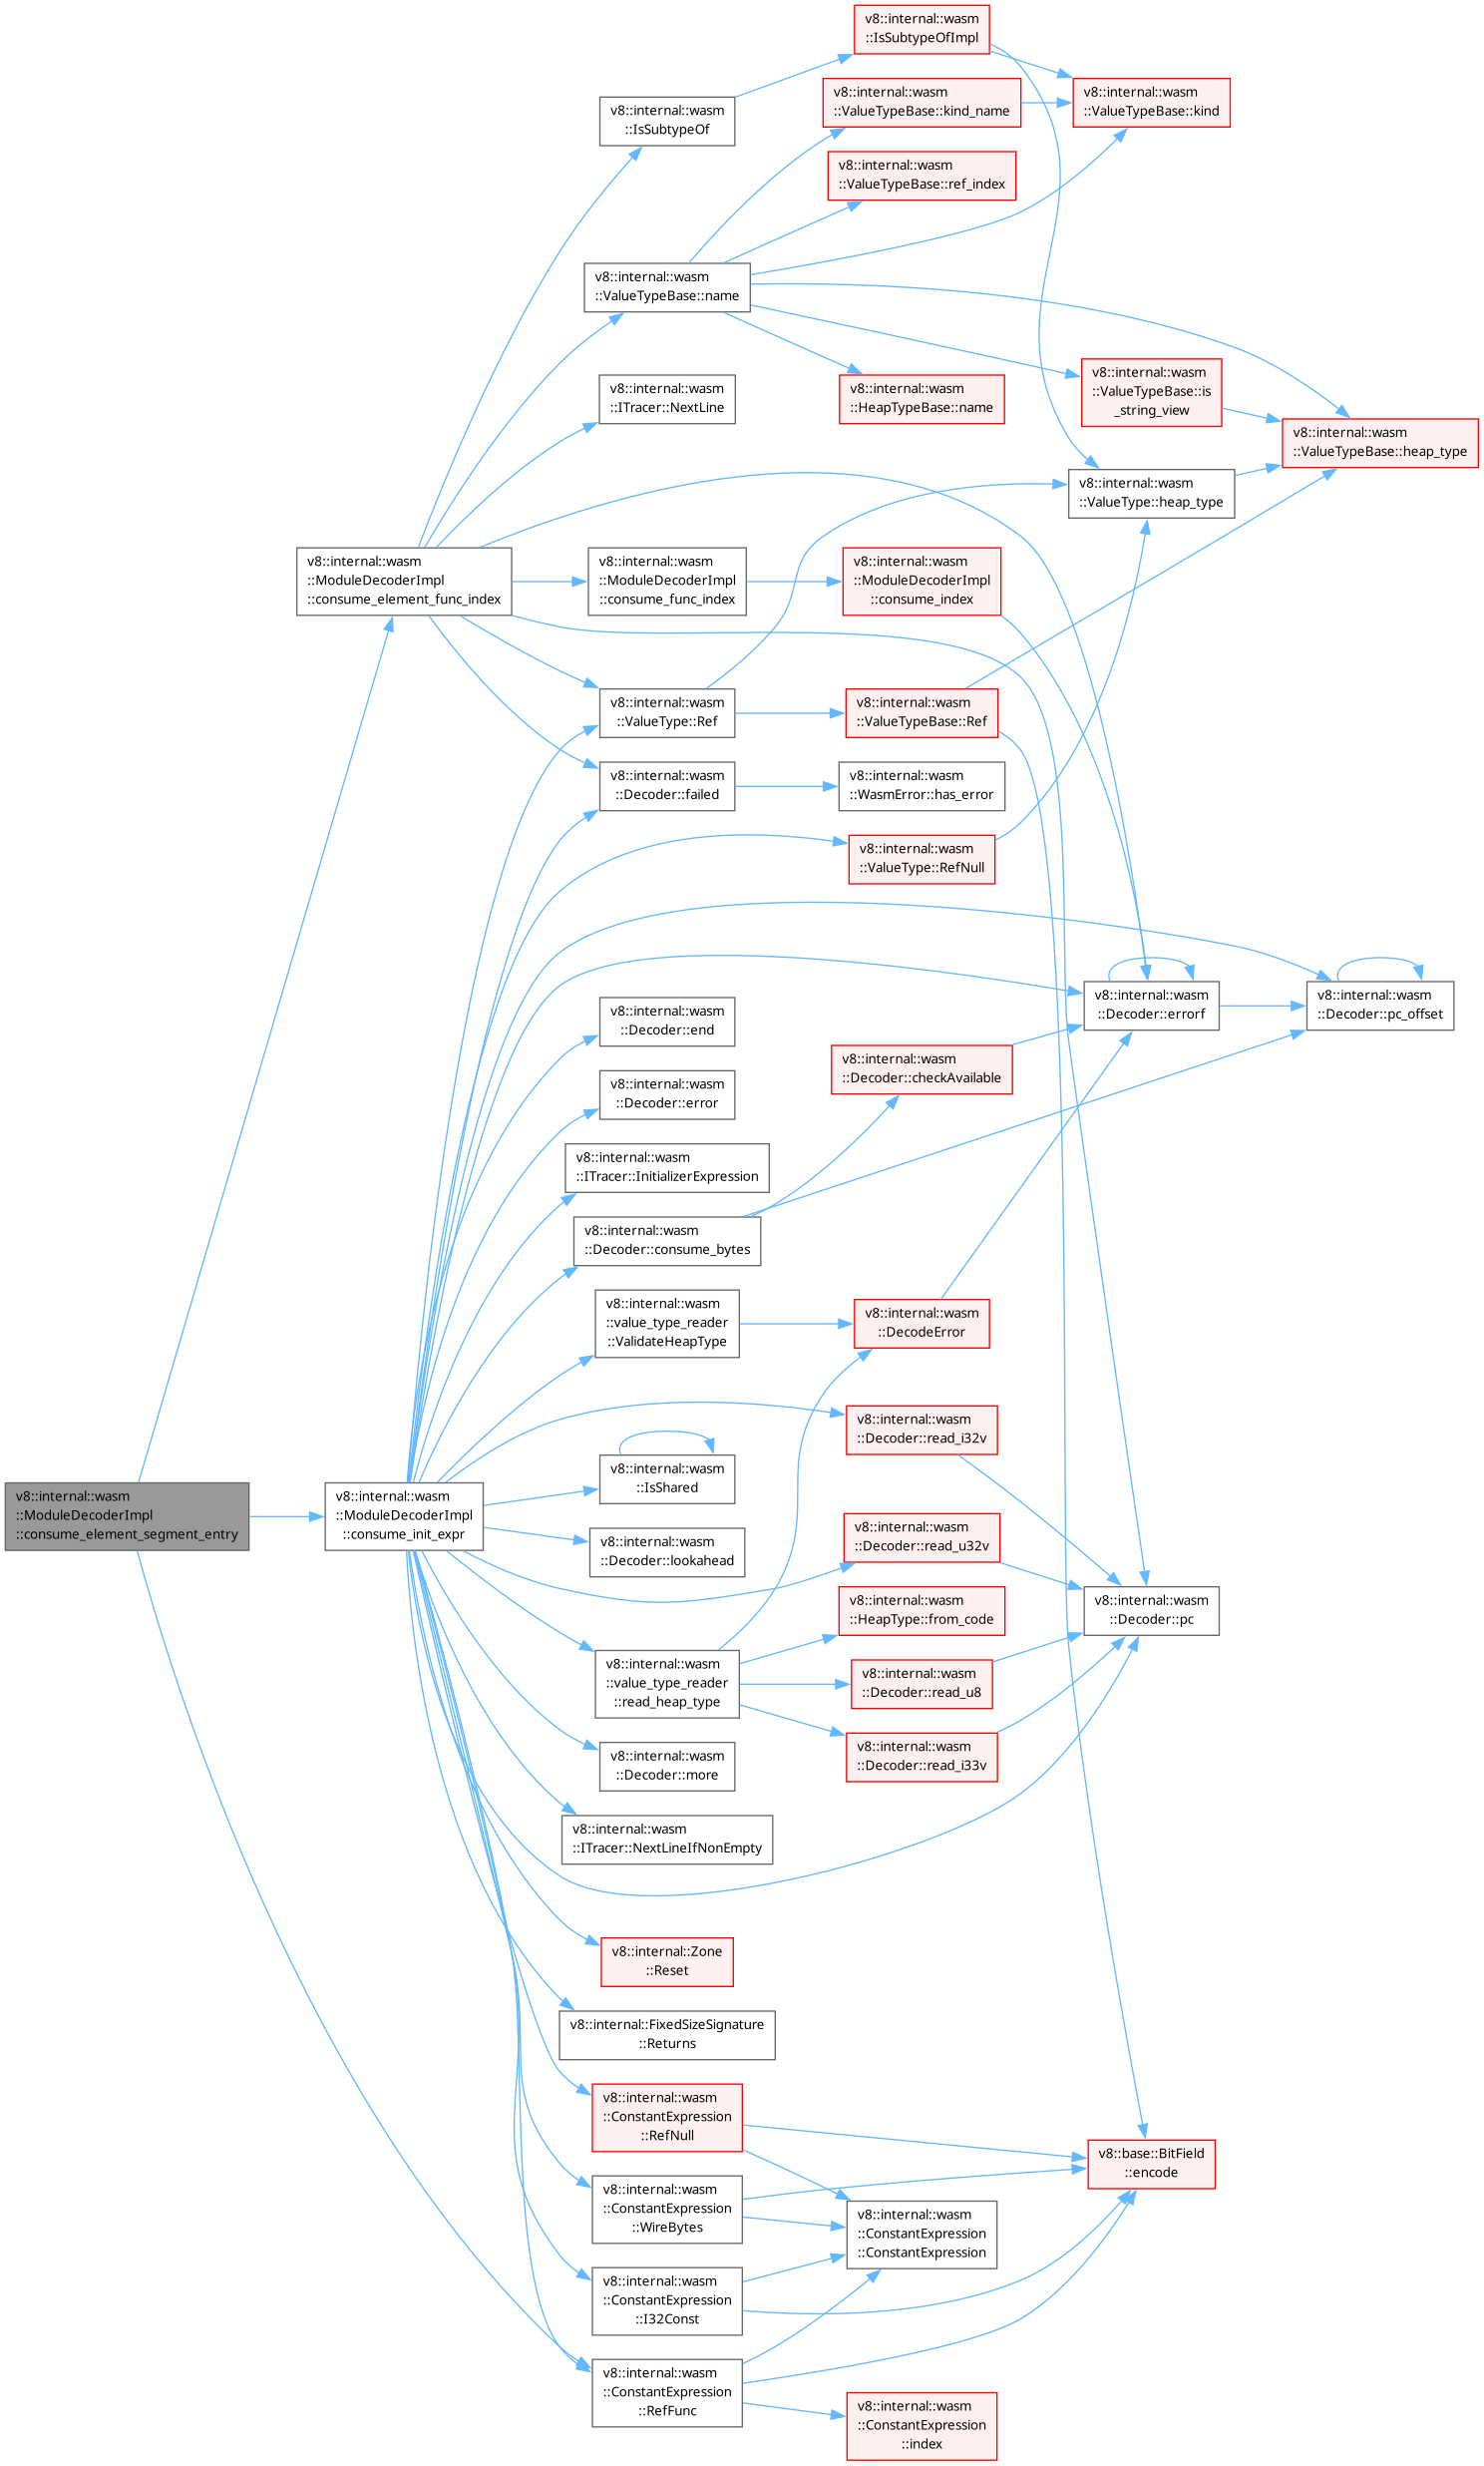 v8::internal::wasm
::IsSubtypeOfImpl
v8::internal::wasm
::ValueTypeBase::kind_name
v8::internal::wasm
::ValueTypeBase::kind
v8::internal::wasm
::IsSubtypeOf
v8::internal::wasm
::ValueTypeBase::ref_index
v8::internal::wasm
::ValueTypeBase::name
v8::internal::wasm
::ITracer::NextLine
v8::internal::wasm
::HeapTypeBase::name
v8::internal::wasm
::ValueTypeBase::is
_string_view
v8::internal::wasm
::ValueTypeBase::heap_type
v8::internal::wasm
::ValueType::heap_type
v8::internal::wasm
::ModuleDecoderImpl
::consume_element_func_index
v8::internal::wasm
::ModuleDecoderImpl
::consume_func_index
v8::internal::wasm
::ModuleDecoderImpl
::consume_index
v8::internal::wasm
::ValueType::Ref
v8::internal::wasm
::ValueTypeBase::Ref
v8::internal::wasm
::Decoder::failed
v8::internal::wasm
::WasmError::has_error
v8::internal::wasm
::ValueType::RefNull
v8::internal::wasm
::Decoder::end
v8::internal::wasm
::Decoder::errorf
v8::internal::wasm
::Decoder::pc_offset
v8::internal::wasm
::Decoder::checkAvailable
v8::internal::wasm
::Decoder::error
v8::internal::wasm
::ITracer::InitializerExpression
v8::internal::wasm
::Decoder::consume_bytes
v8::internal::wasm
::value_type_reader
::ValidateHeapType
v8::internal::wasm
::DecodeError
v8::internal::wasm
::Decoder::read_i32v
v8::internal::wasm
::IsShared
v8::internal::wasm
::ModuleDecoderImpl
::consume_element_segment_entry
v8::internal::wasm
::ModuleDecoderImpl
::consume_init_expr
v8::internal::wasm
::Decoder::lookahead
v8::internal::wasm
::Decoder::read_u32v
v8::internal::wasm
::Decoder::pc
v8::internal::wasm
::HeapType::from_code
v8::internal::wasm
::value_type_reader
::read_heap_type
v8::internal::wasm
::Decoder::read_u8
v8::internal::wasm
::Decoder::read_i33v
v8::internal::wasm
::Decoder::more
v8::internal::wasm
::ITracer::NextLineIfNonEmpty
v8::internal::Zone
::Reset
v8::internal::FixedSizeSignature
::Returns
v8::internal::wasm
::ConstantExpression
::RefNull
v8::base::BitField
::encode
v8::internal::wasm
::ConstantExpression
::WireBytes
v8::internal::wasm
::ConstantExpression
::ConstantExpression
v8::internal::wasm
::ConstantExpression
::I32Const
v8::internal::wasm
::ConstantExpression
::RefFunc
v8::internal::wasm
::ConstantExpression
::index